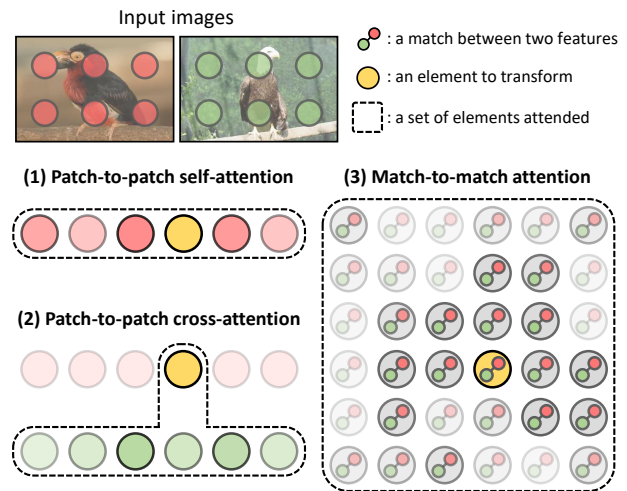 Input images
: a match between two features
: an element to transform
: a set of elements attended
(1) Patch-to-patch self-attention
(2) Patch-to-patch cross-attention
(3) Match-to-match attention